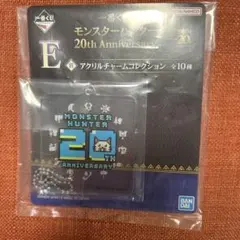 一番くじ
モンスターハンター
20th Anniversary
E賞
アクリルチャームコレクション 全10種
MONSTER
HUNTER
20TH
ANNIVERSARY
BANDAI